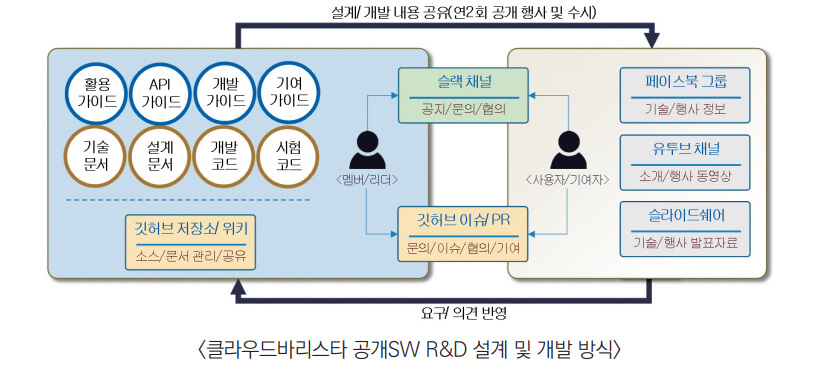 설계/ 개발 내용 공유(연2회 공개 행사 및 수시)
활용
가이드
API
가이드
개발
가이드
기여
가이드
기술
문서
설계
문서
개발
코드
시험
코드
깃허브 저장소/ 위키
소스/문서 관리/공유
<멤버/리더>
슬랙 채널
공지/문의/협의
깃허브 이슈/ PR
문의/이슈/협의/기여
<사용자/기여자>
페이스북 그룹
기술/행사 정보
유투브 채널
소개/행사 동영상
슬라이드쉐어
기술/행사 발표자료
요구/ 의견 반영
<클라우드바리스타 공개SW R&D 설계 및 개발 방식>